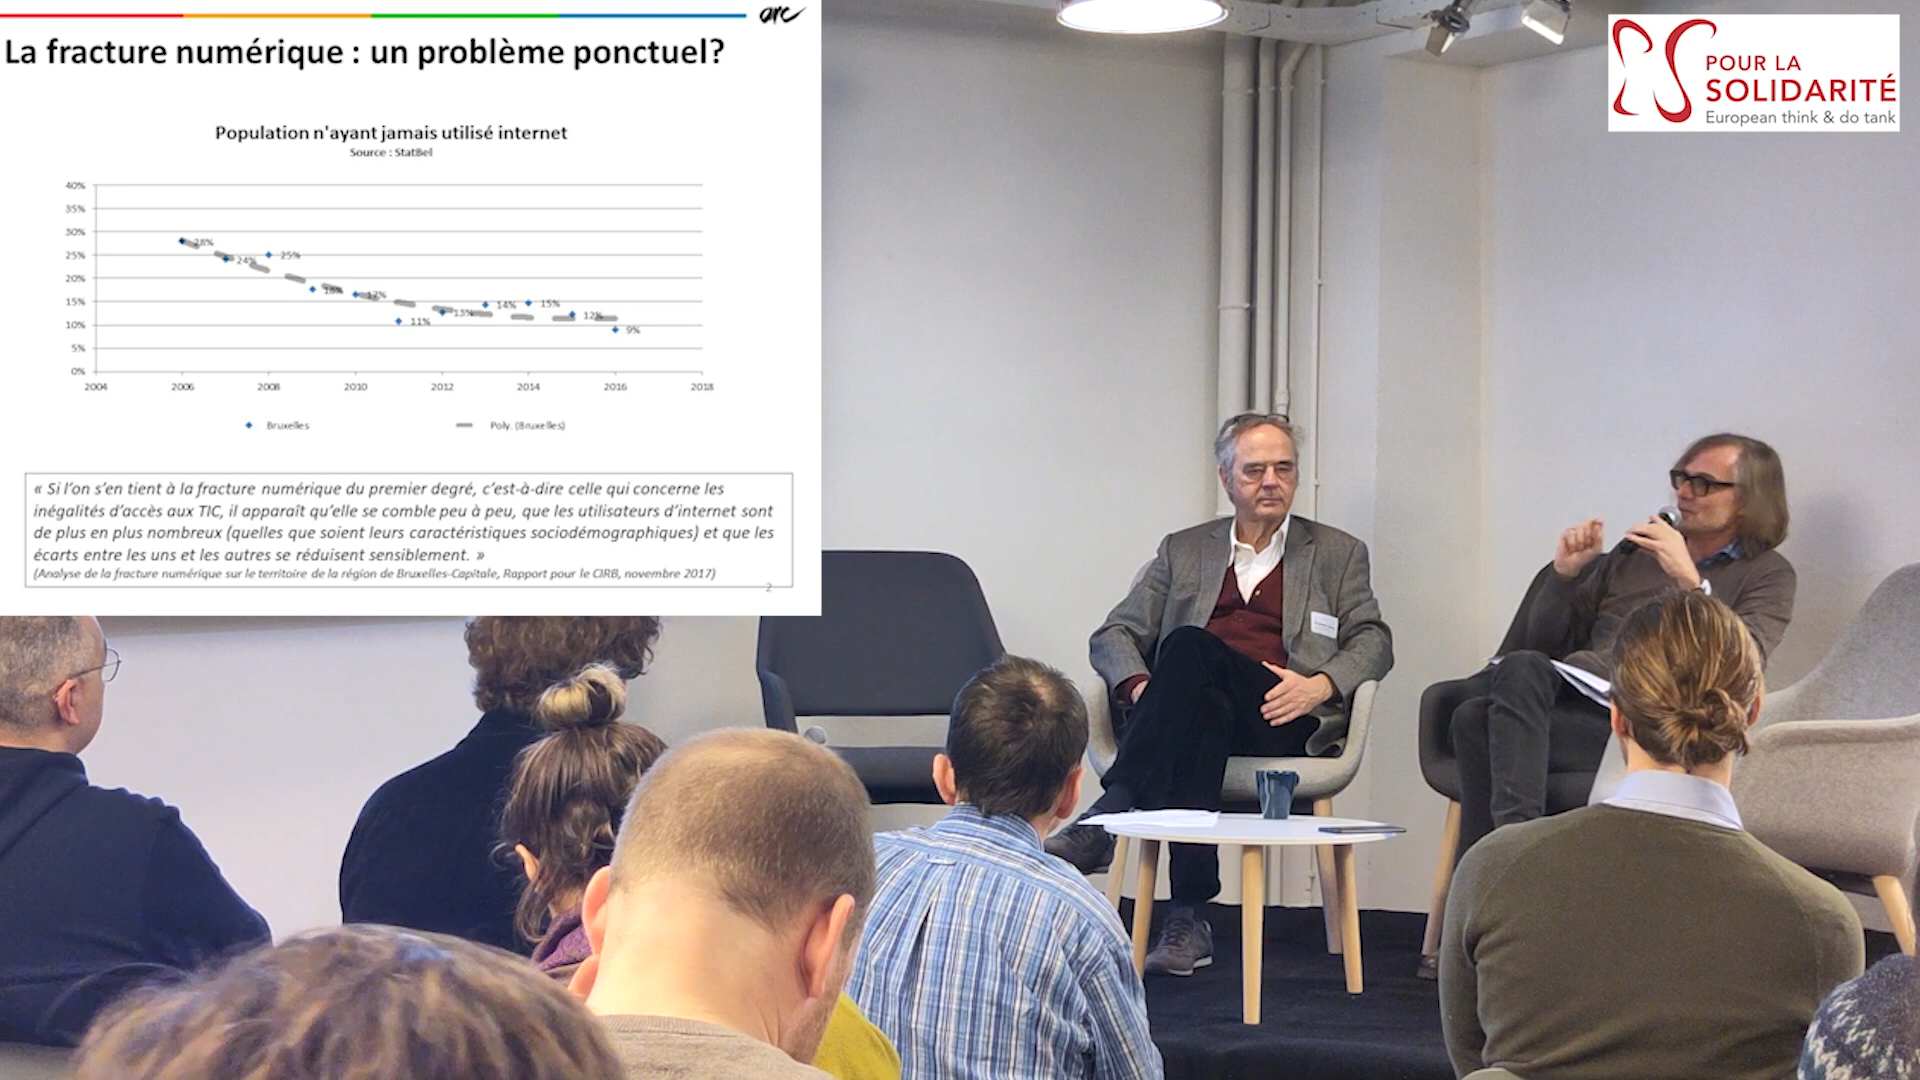 arc
La fracture numérique : un problème ponctuel?
Population n'ayant jamais utilisé internet
Source : StatBel
40%
35%
30%
25%
20%
15%
10%
5%
0%
28%
24%
25%
18%
17%
11%
13%
14%
15%
12%
9%
2004 2006 2008 2010 2012 2014 2016 2018
Bruxelles Poly. (Bruxelles)
« Si l’on s’en tient à la fracture numérique du premier degré, c’est-à-dire celle qui concerne les
inégalités d’accès aux TIC, il apparaît qu’elle se comble peu à peu, que les utilisateurs d’internet sont
de plus en plus nombreux (quelles que soient leurs caractéristiques sociodémographiques) et que les
écarts entre les uns et les autres se réduisent sensiblement. »
(Analyse de la fracture numérique sur le territoire de la région de Bruxelles-Capitale, Rapport pour le CIRB, novembre 2017)
2
POUR LA
SOLIDARITÉ
European think & do tank